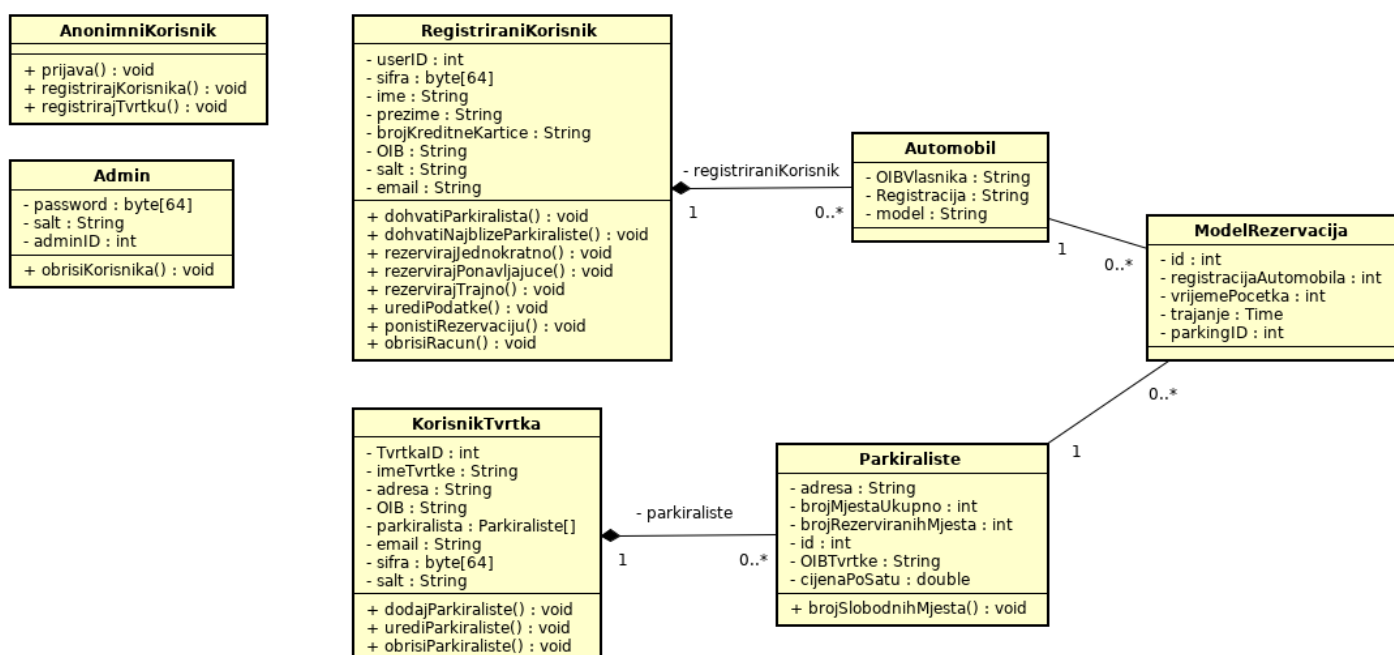 AnonimniKorisnik
+ prijava() : void
+ registrirajKorisnika() : void
+ registrirajTvrtku() : void
Admin
- password : byte[64]
- salt : String
- adminID : int
+ obrisiKorisnika() : void
RegistriraniKorisnik
- userID : int
- sifra : byte[64]
- ime : String
- prezime : String
- brojKreditneKartice : String
- OIB : String
- salt : String
- email : String
+ dohvatiParkiralista() : void
+ dohvatiNajblizeParkiraliste() : void
+ rezervirajJednokratno() : void
+ rezervirajPonavljajuce() : void
+ rezervirajTrajno() : void
+ urediPodatke() : void
+ ponistiRezervaciju() : void
+ obrisiRacun() : void
- registriraniKorisnik
1
0..*
Automobil
- OIBVlasnika : String
- Registracija : String
- model : String
1
0..*
ModelRezervacija
- id : int
- registracijaAutomobila : int
- vrijemePocetka : int
- trajanje : Time
- parkingID : int
0..*
1
KorisnikTvrtka
- TvrtkaID : int
- imeTvrtke : String
- adresa : String
- OIB : String
- parkiralista : Parkiraliste[]
- email : String
- sifra : byte[64]
- salt : String
+ dodajParkiraliste() : void
+ urediParkiraliste() : void
+ obrisiParkiraliste() : void
- parkiraliste
1
0..*
Parkiraliste
- adresa : String
- brojMjestaUkupno : int
- brojRezerviranihMjesta : int
- id : int
- OIBTvrtke : String
- cijenaPoSatu : double
+ brojSlobodnihMjesta() : void